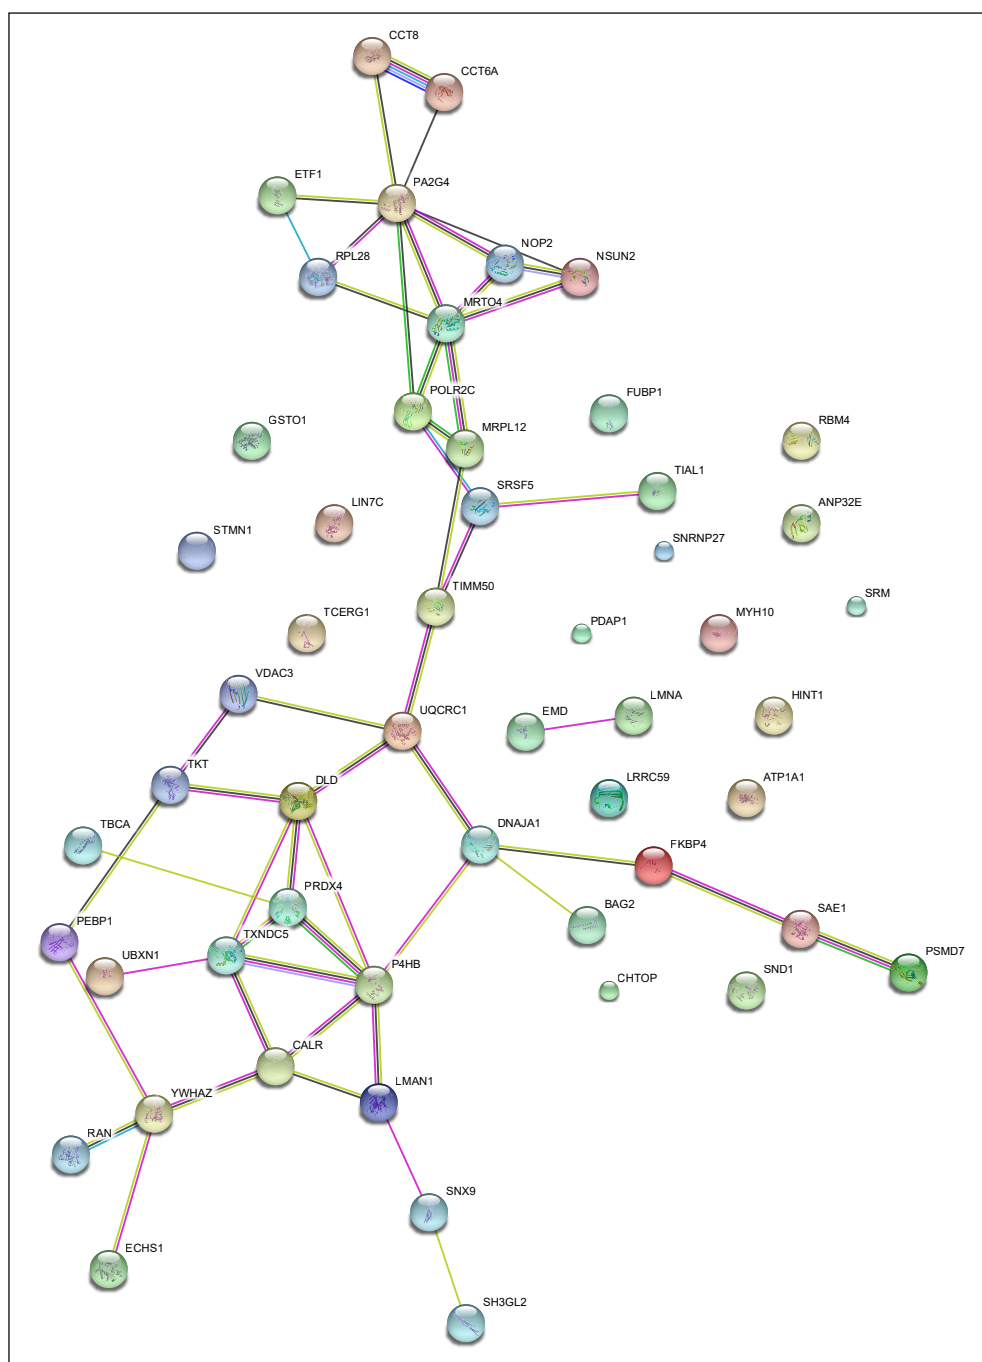 CCT8
CCT6A
ETF1
PA2G4
NOP2
NSUN2
RPL28
MRTO4
POLR2C
FUBP1
GSTO1
MRPL12
RBM4
TIAL1
SRSF5
LIN7C
ANP32E
STMN1
SNRNP27
TIMM50
SRM
TCERG1
PDAP1
MYH10
VDAC3
UQCRC1
EMD
LMNA
HINT1
TKT
DLD
LRRC59
ATP1A1
TBCA
DNAJA1
FKBP4
PRDX4
BAG2
SAE1
PEBP1
TXNDC5
UBXN1
P4HB
PSMD7
CHTOP
SND1
CALR
LMAN1
YWHAZ
RAN
SNX9
ECHS1
SH3GL2